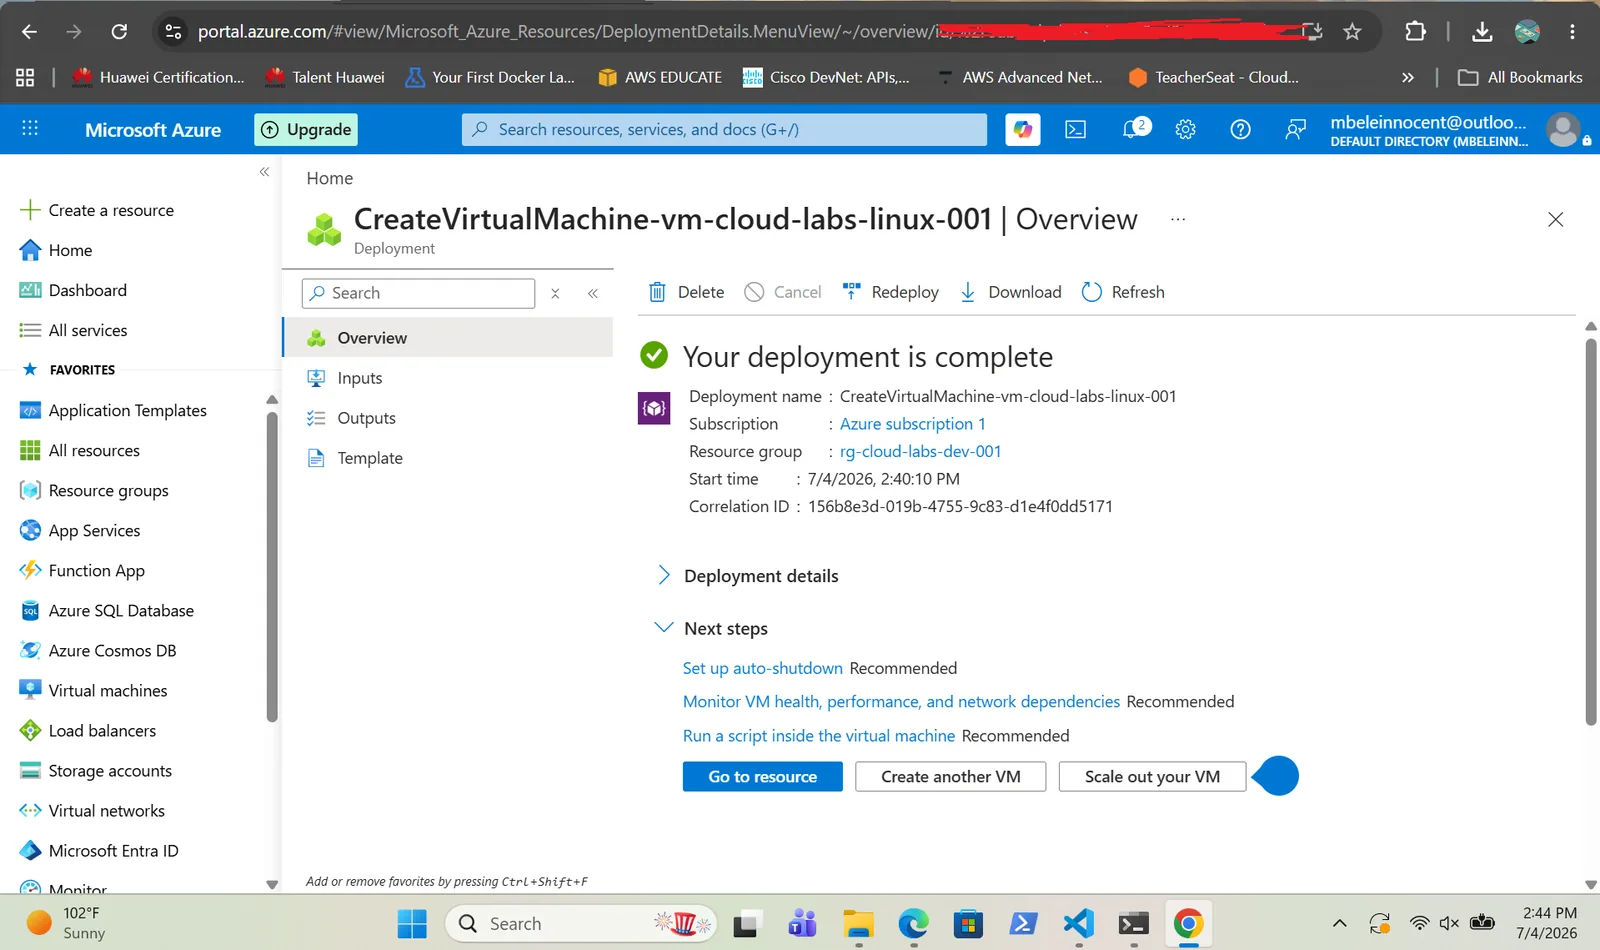 portal.azure.com/#view/Microsoft_Azure_Resources/DeploymentDetails.MenuView/~/overview/id/
Huawei Certification...
Talent Huawei
Your First Docker La...
AWS EDUCATE
Cisco DevNet: APIs,...
AWS Advanced Net...
TeacherSeat - Cloud...
»
All Bookmarks
Microsoft Azure
Upgrade
Search resources, services, and docs (G+/)
2
mbeleinnocent@outloo...
DEFAULT DIRECTORY (MBELEINN...
Create a resource
Home
Dashboard
All services
FAVORITES
Application Templates
All resources
Resource groups
App Services
Function App
Azure SQL Database
Azure Cosmos DB
Virtual machines
Load balancers
Storage accounts
Virtual networks
Microsoft Entra ID
Monitor
Home
CreateVirtualMachine-vm-cloud-labs-linux-001 | Overview ...
Deployment
Search
Overview
Inputs
Outputs
Template
Delete
Cancel
Redeploy
Download
Refresh
Your deployment is complete
Deployment name : CreateVirtualMachine-vm-cloud-labs-linux-001
Subscription : Azure subscription 1
Resource group : rg-cloud-labs-dev-001
Start time : 7/4/2026, 2:40:10 PM
Correlation ID : 156b8e3d-019b-4755-9c83-d1e4f0dd5171
Deployment details
Next steps
Set up auto-shutdown Recommended
Monitor VM health, performance, and network dependencies Recommended
Run a script inside the virtual machine Recommended
Go to resource
Create another VM
Scale out your VM
Add or remove favorites by pressing Ctrl+Shift+F
102°F
Sunny
Search
2:44 PM
7/4/2026